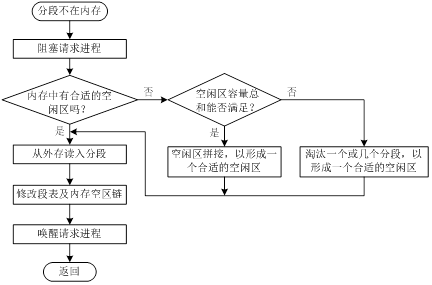 分段不在内存
阻塞请求进程
内存中有合适的空
闲区吗？
否
空闲区容量总
和能否满足？
否
是
是
从外存读入分段
空闲区拼接，以形成一
个合适的空闲区
淘汰一个或几个分段，以
形成一个合适的空闲区
修改段表及内存空区链
唤醒请求进程
返回